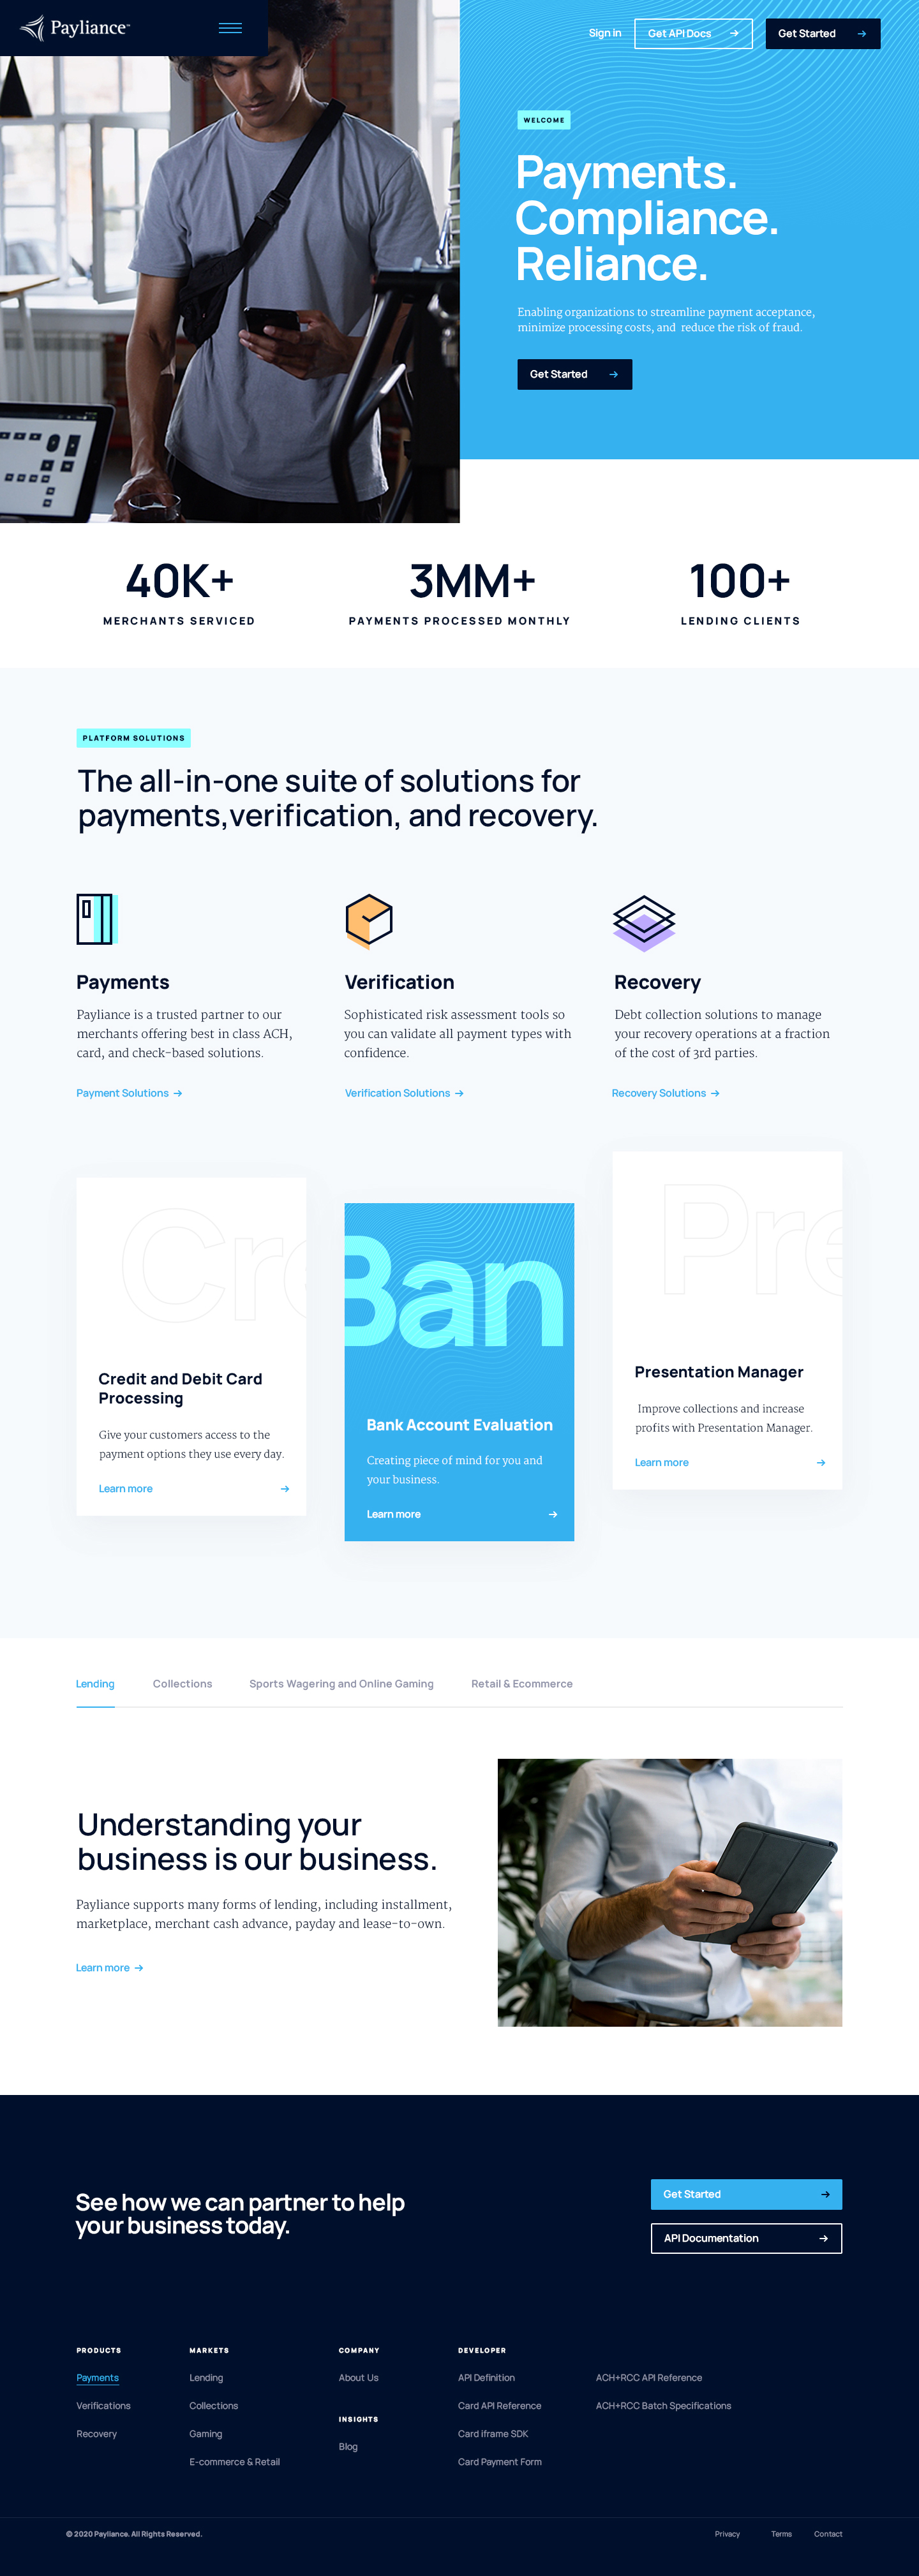 Payliance™
Sign in
Get API Docs
Get Started
WELCOME
Payments.
Compliance.
Reliance.
Enabling organizations to streamline payment acceptance,
minimize processing costs, and reduce the risk of fraud.
Get Started
40K+
MERCHANTS SERVICED
3MM+
PAYMENTS PROCESSED MONTHLY
100+
LENDING CLIENTS
PLATFORM SOLUTIONS
The all-in-one suite of solutions for
payments,verification, and recovery.
Payments
Payliance is a trusted partner to our
merchants offering best in class ACH,
card, and check-based solutions.
Payment Solutions
Verification
Sophisticated risk assessment tools so
you can validate all payment types with
confidence.
Verification Solutions
Recovery
Debt collection solutions to manage
your recovery operations at a fraction
of the cost of 3rd parties.
Recovery Solutions
Cre
Credit and Debit Card
Processing
Give your customers access to the
payment options they use every day.
Learn more
Ban
Bank Account Evaluation
Creating piece of mind for you and
your business.
Learn more
Pre
Presentation Manager
Improve collections and increase
profits with Presentation Manager.
Learn more
Lending
Collections
Sports Wagering and Online Gaming
Retail & Ecommerce
Understanding your
business is our business.
Payliance supports many forms of lending, including installment,
marketplace, merchant cash advance, payday and lease-to-own.
Learn more
See how we can partner to help
your business today.
Get Started
API Documentation
PRODUCTS
Payments
Verifications
Recovery
MARKETS
Lending
Collections
Gaming
E-commerce & Retail
COMPANY
About Us
INSIGHTS
Blog
DEVELOPER
API Definition
Card API Reference
Card iframe SDK
Card Payment Form
ACH+RCC API Reference
ACH+RCC Batch Specifications
© 2020 Payliance. All Rights Reserved.
Privacy
Terms
Contact